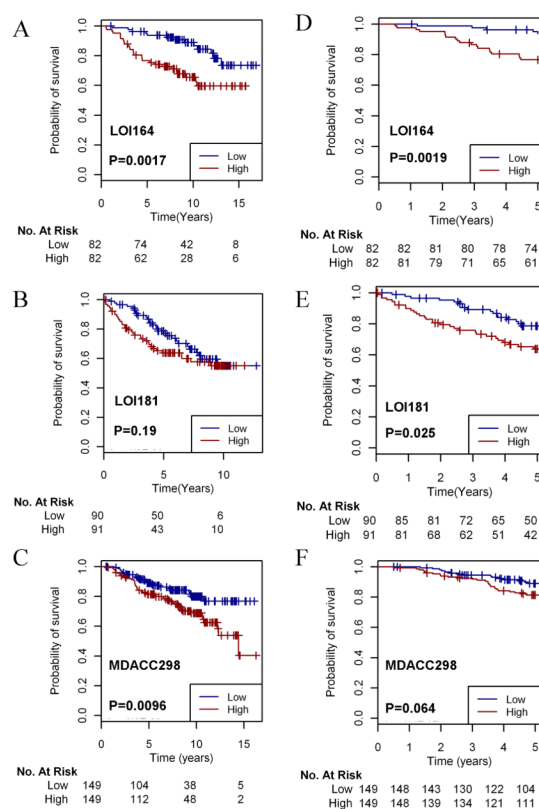 A
Probability of survival
0.0 0.2 0.4 0.6 0.8 1.0
LOI164
P=0.0017
Low
High
0 5 10 15
Time(Years)
No. At Risk
Low 82 74 42 8
High 82 62 28 6
D
Probability of survival
0.0 0.2 0.4 0.6 0.8 1.0
LOI164
P=0.0019
Low
High
0 1 2 3 4 5
Time(Years)
No. At Risk
Low 82 82 81 80 78 74
High 82 81 79 71 65 61
B
Probability of survival
0.0 0.2 0.4 0.6 0.8 1.0
LOI181
P=0.19
Low
High
0 5 10
Time(Years)
No. At Risk
Low 90 50 6
High 91 43 10
E
Probability of survival
0.0 0.2 0.4 0.6 0.8 1.0
LOI181
P=0.025
Low
High
0 1 2 3 4 5
Time(Years)
No. At Risk
Low 90 85 81 72 65 50
High 91 81 68 62 51 42
C
Probability of survival
0.0 0.2 0.4 0.6 0.8 1.0
MDACC298
P=0.0096
Low
High
0 5 10 15
Time (Years)
No. At Risk
Low 149 104 38 5
High 149 112 48 2
F
Probability of survival
0.0 0.2 0.4 0.6 0.8 1.0
MDACC298
P=0.064
Low
High
0 1 2 3 4 5
Time (years)
No. At Risk
Low 149 148 143 130 122 104
High 149 148 139 134 121 111